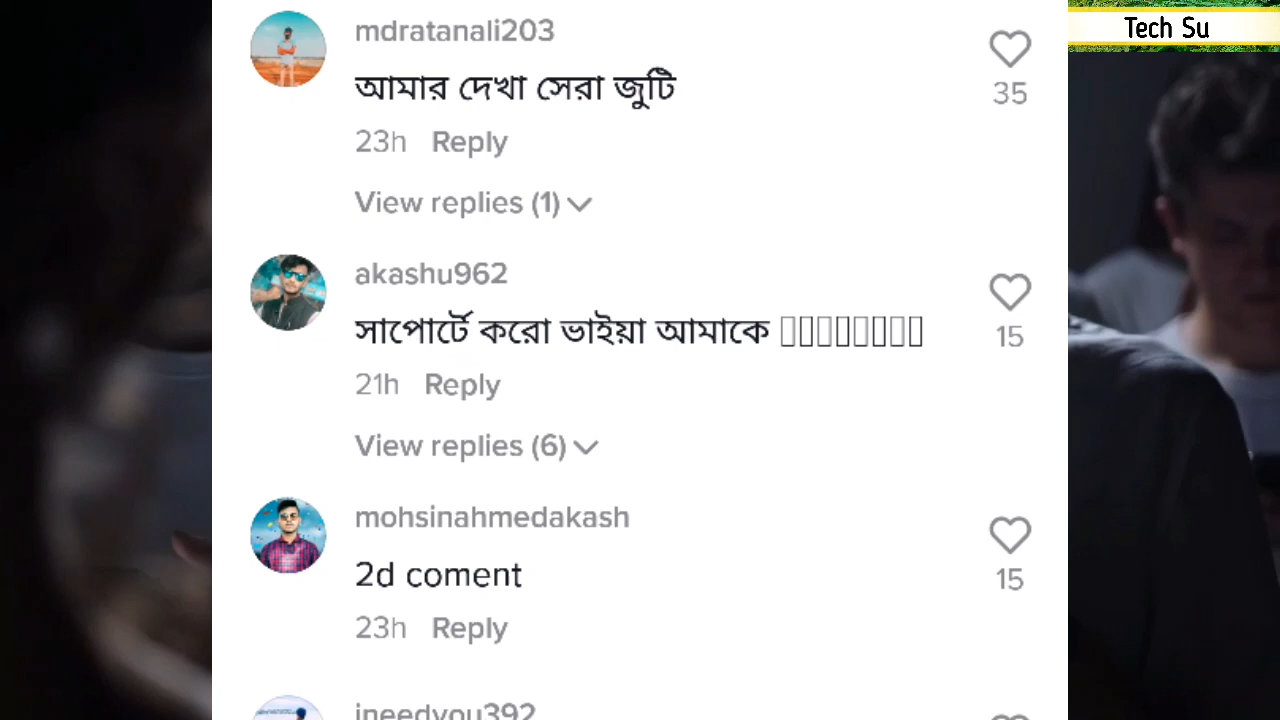 Tech Su
mdratanali203
আমার দেখা সেরা জুটি
35
23h Reply
View replies (1)
akashu962
সাপোর্টে করো ভাইয়া আমাকে
15
21h Reply
View replies (6)
mohsinahmedakash
2d coment
15
23h Reply
ineedyou392